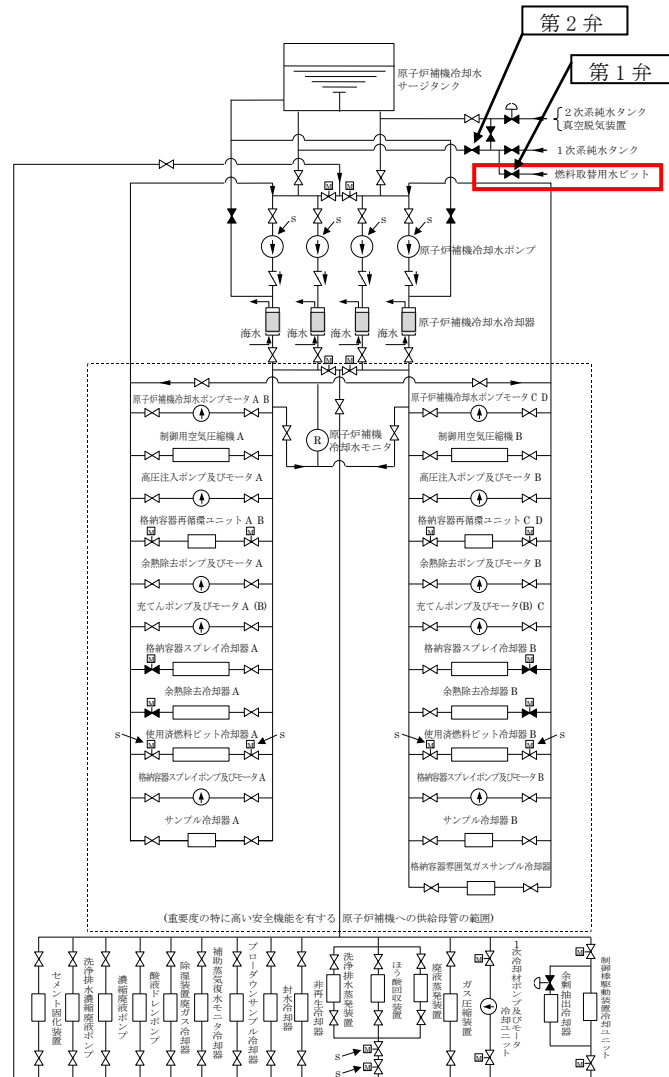 第２弁
第１弁
原子炉補機冷却水
サージタンク
２次系純水タンク
真空脱気装置
１次系純水タンク
燃料取替用水ピット
M
M
S
S
S
S
原子炉補機冷却水ポンプ
原子炉補機冷却水冷却器
海水
海水
海水
海水
M
M
原子炉補機冷却水ポンプモータA B
原子炉補機冷却水ポンプモータC D
制御用空気圧縮機A
R
原子炉補機
冷却水モニタ
制御用空気圧縮機B
高圧注入ポンプ及びモータA
高圧注入ポンプ及びモータB
格納容器再循環ユニットA B
格納容器再循環ユニットC D
M
M
M
M
余熱除去ポンプ及びモータA
余熱除去ポンプ及びモータB
充てんポンプ及びモータA (B)
充てんポンプ及びモータ(B) C
格納容器スプレイ冷却器A
格納容器スプレイ冷却器B
M
M
余熱除去冷却器A
余熱除去冷却器B
M
M
使用済燃料ピット冷却器A
使用済燃料ピット冷却器B
S
M
M
S
S
M
M
S
格納容器スプレイポンプ及びモータA
格納容器スプレイポンプ及びモータB
サンプル冷却器A
サンプル冷却器B
格納容器雰囲気ガスサンプル冷却器
(重要度の特に高い安全機能を有する 原子炉補機への供給母管の範囲)
セメント固化装置
洗浄排水濃縮廃液ポンプ
濃縮廃液ポンプ
酸液ドレンポンプ
除湿装置廃ガス冷却器
補助蒸気復水モニタ冷却器
ブローダウンサンプル冷却器
封水冷却器
非再生冷却器
洗浄排水蒸発装置
ほう酸回収装置
廃液蒸発装置
ガス圧縮装置
１次冷却材ポンプ及びモータ
冷却ユニット
余剰抽出冷却器
制御棒駆動装置冷却ユニット
M
M
S
M
S
M
M
M